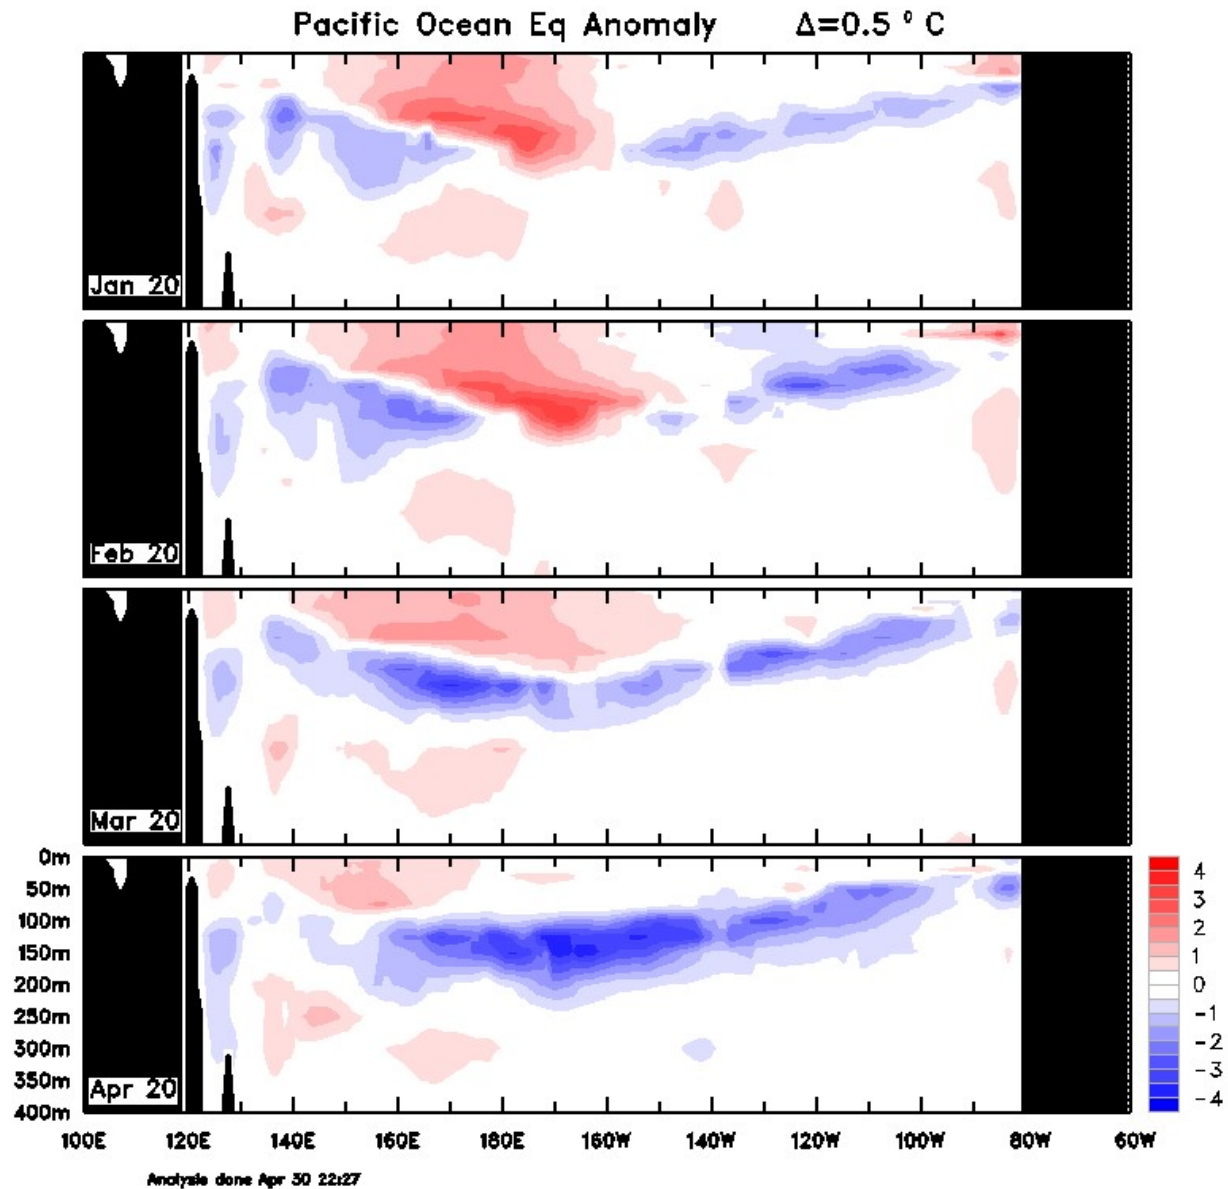 Pacific Ocean Eq Anomaly Δ=0.5 ° C
Jan 20
Feb 20
Mar 20
0m
50m
100m
150m
200m
250m
300m
350m
400m
Apr 20
4
3
2
1
0
-1
-2
-3
-4
100E 120E 140E 160E 180E 160W 140W 120W 100W 80W 60W
Analysis done Apr 30 22:27